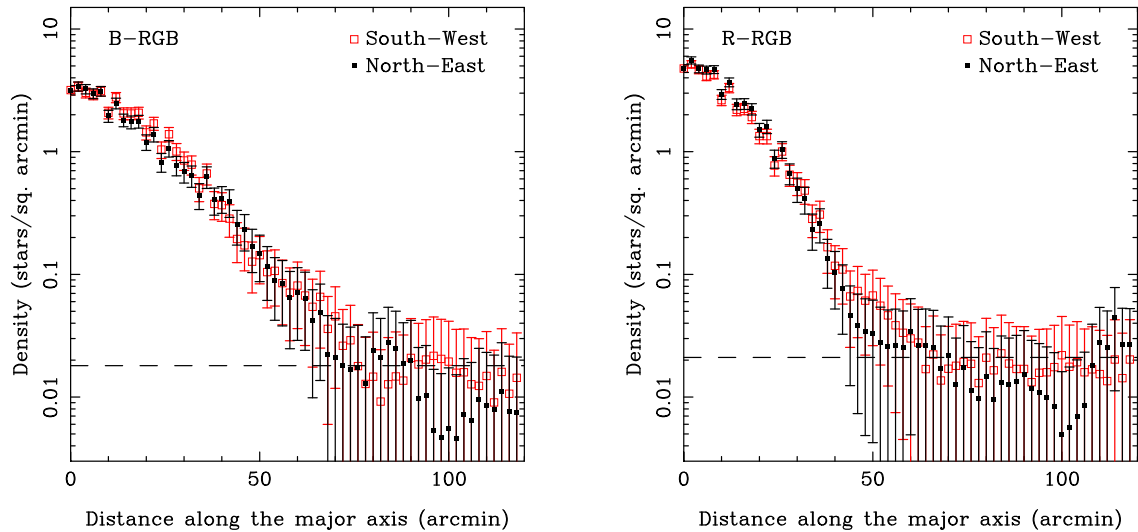 B-RGB
South-West
North-East
10
1
0.1
0.01
Density (stars/sq. arcmin)
0
50
100
Distance along the major axis (arcmin)
R-RGB
South-West
North-East
10
1
0.1
0.01
Density (stars/sq. arcmin)
0
50
100
Distance along the major axis (arcmin)